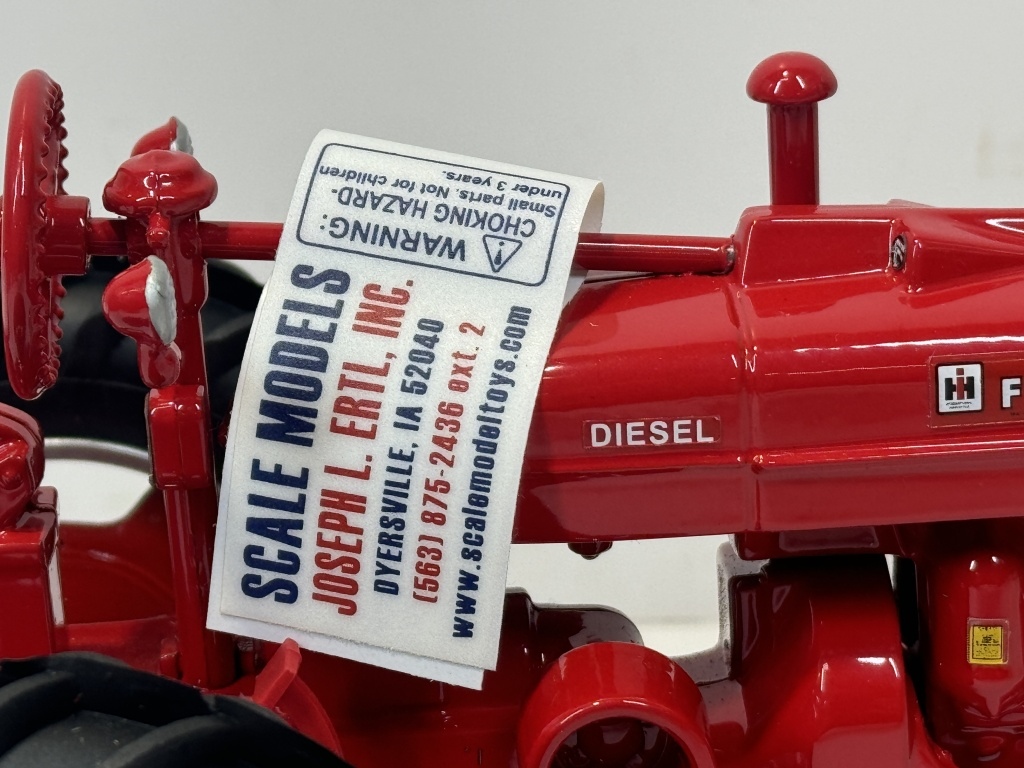 WARNING:
CHOKING HAZARD-
Small parts. Not for children
under 3 years.
SCALE MODELS
JOSEPH L. ERTL, INC.
DYERSVILLE, IA 52040
(563) 875-2436 ext. 2
www.scalemodeltoys.com
DIESEL
IH
F